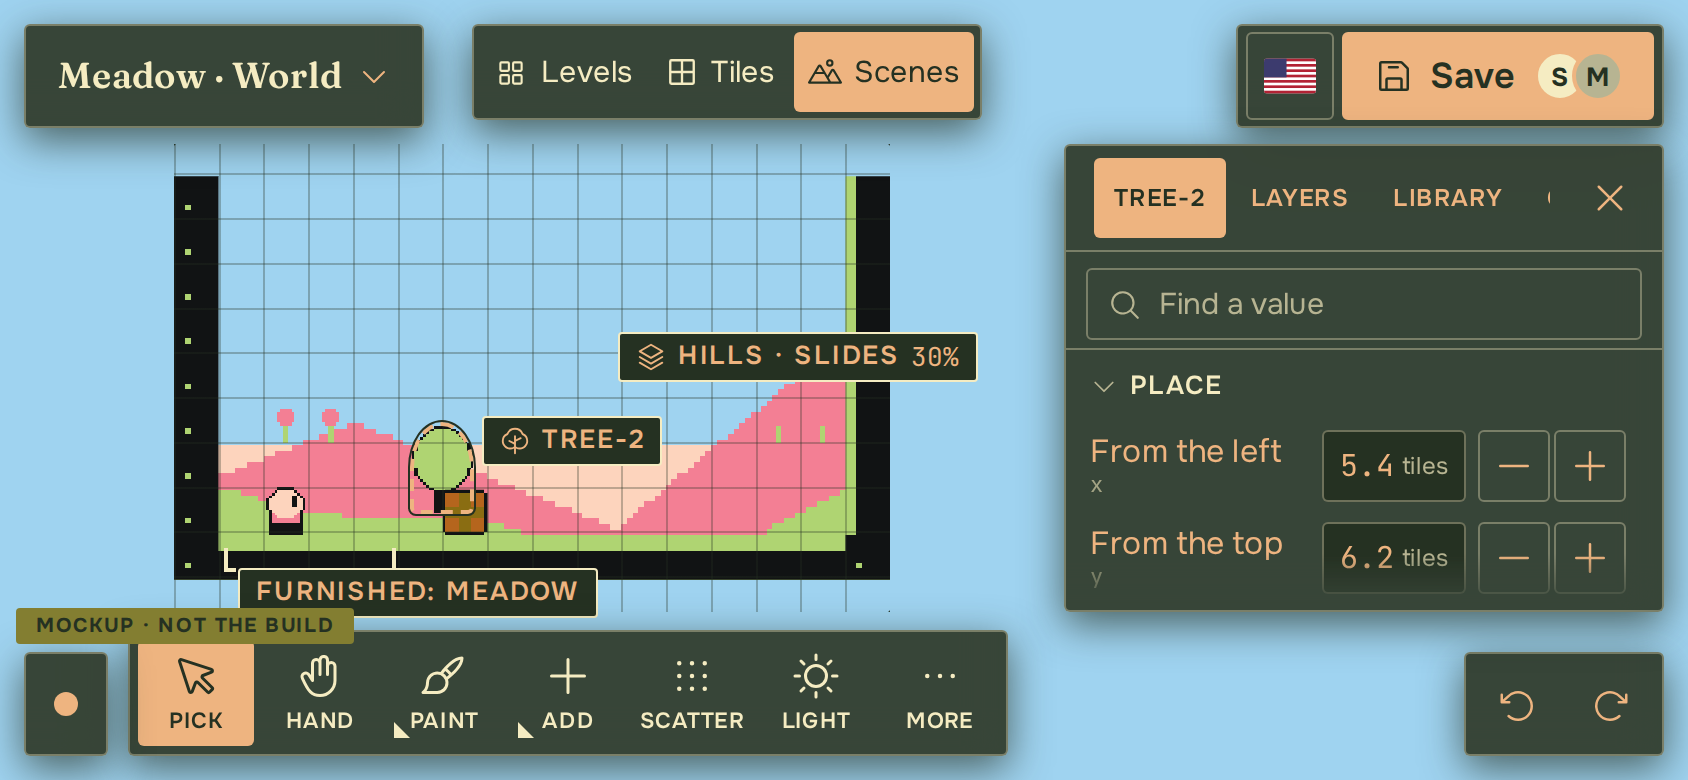 Meadow · World
Levels
Tiles
Scenes
Save
S
M
TREE-2
LAYERS
LIBRARY
Find a value
PLACE
From the left
x
5.4 tiles
From the top
y
6.2 tiles
HILLS · SLIDES 30%
TREE-2
FURNISHED: MEADOW
MOCKUP · NOT THE BUILD
PICK
HAND
PAINT
ADD
SCATTER
LIGHT
MORE